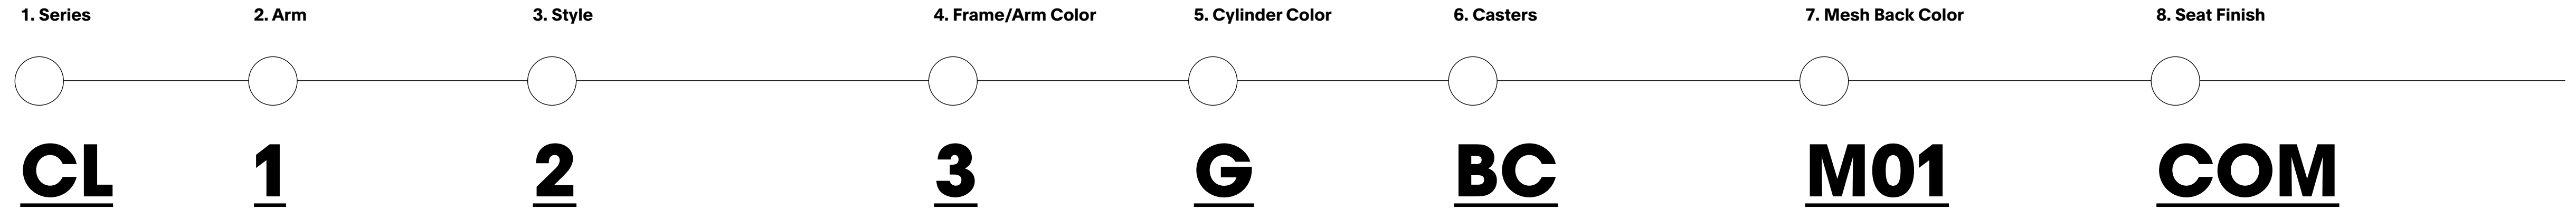 1. Series 2. Arm 3. Style 4. Frame/Arm Color 5. Cylinder Color 6. Casters 7. Mesh Back Color 8. Seat Finish
CL 1 2 3 G BC M01 COM